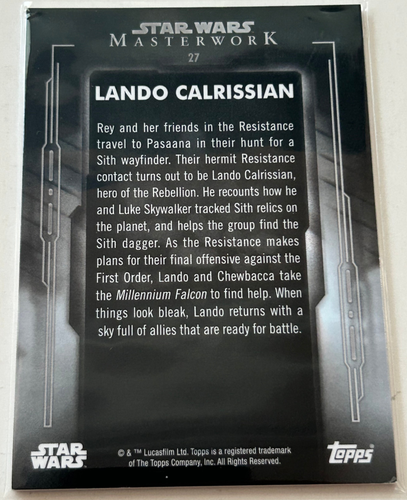 STAR WARS
MASTERWORK
27
LANDO CALRISSIAN
Rey and her friends in the Resistance
travel to Pasaana in their hunt for a
Sith wayfinder. Their hermit Resistance
contact turns out to be Lando Calrissian,
hero of the Rebellion. He recounts how he
and Luke Skywalker tracked Sith relics on
the planet, and helps the group find the
Sith dagger. As the Resistance makes
plans for their final offensive against the
First Order, Lando and Chewbacca take
the Millennium Falcon to find help. When
things look bleak, Lando returns with a
sky full of allies that are ready for battle.
STAR
WARS
© & ™ Lucasfilm Ltd. Topps is a registered trademark
of The Topps Company, Inc. All Rights Reserved.
topps